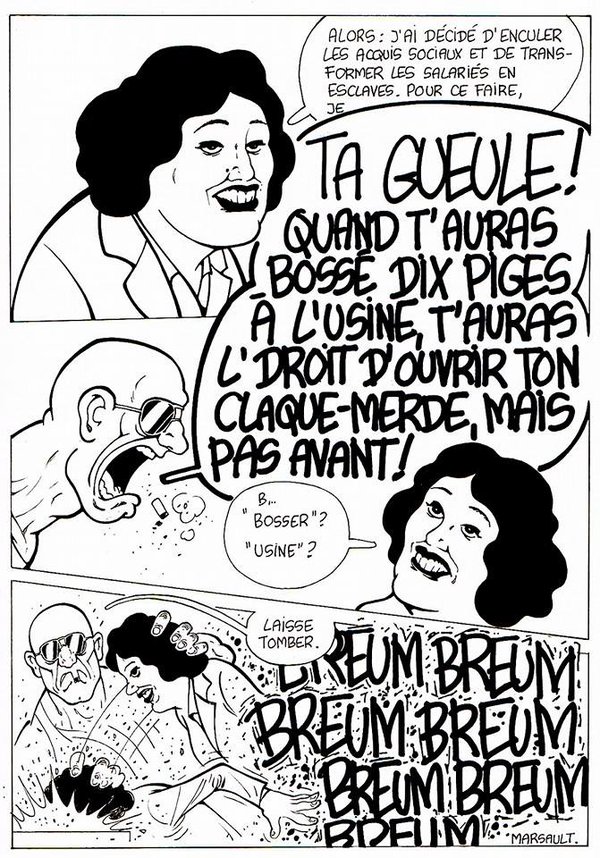 ALORS : J'AI DÉCIDÉ D'ENCULER
LES ACQUIS SOCIAUX ET DE TRANS-
FORMER LES SALARIÉS EN
ESCLAVES. POUR CE FAIRE,
JE
TA GUEULE!
QUAND T'AURAS
BOSSÉ DIX PIGES
À L'USINE, T'AURAS
L'DROIT D'OUVRIR TON
CLAQUE-MERDE, MAIS
PAS AVANT!
B...
"BOSSER"?
"USINE"?
LAISSE
TOMBER.
BREUM BREUM
BREUM BREUM
BREUM BREUM
BREUM
MARSAULT.